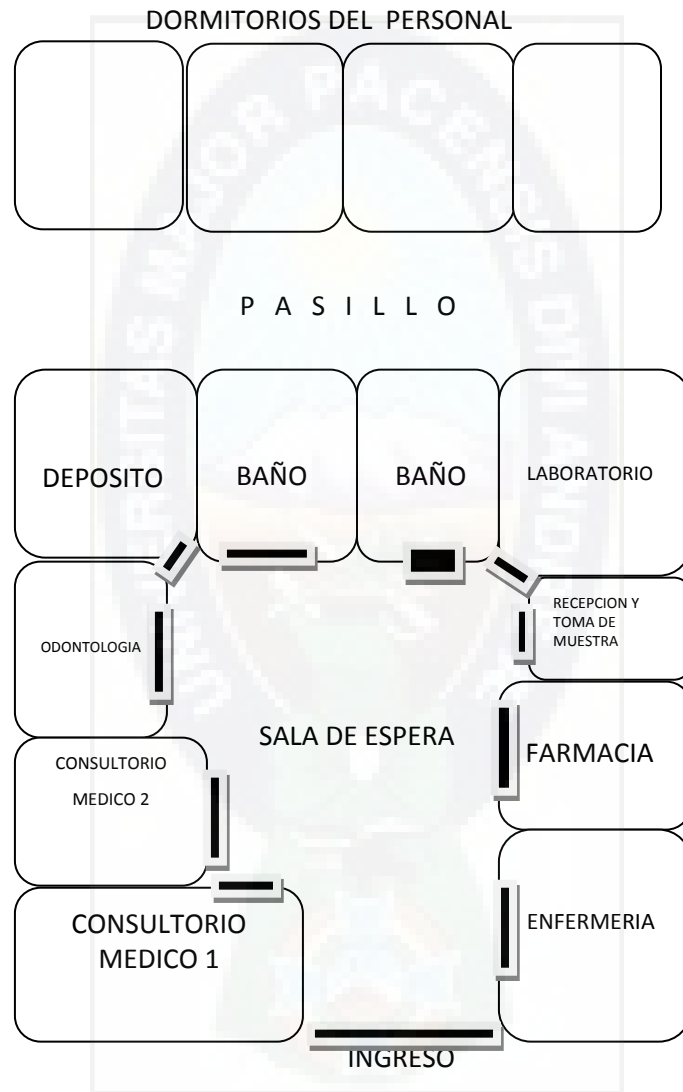 DORMITORIOS DEL PERSONAL
P A S I L L O
DEPOSITO
BAÑO
BAÑO
LABORATORIO
RECEPCION Y
TOMA DE
MUESTRA
ODONTOLOGIA
SALA DE ESPERA
FARMACIA
CONSULTORIO
MEDICO 2
CONSULTORIO
MEDICO 1
ENFERMERIA
INGRESO